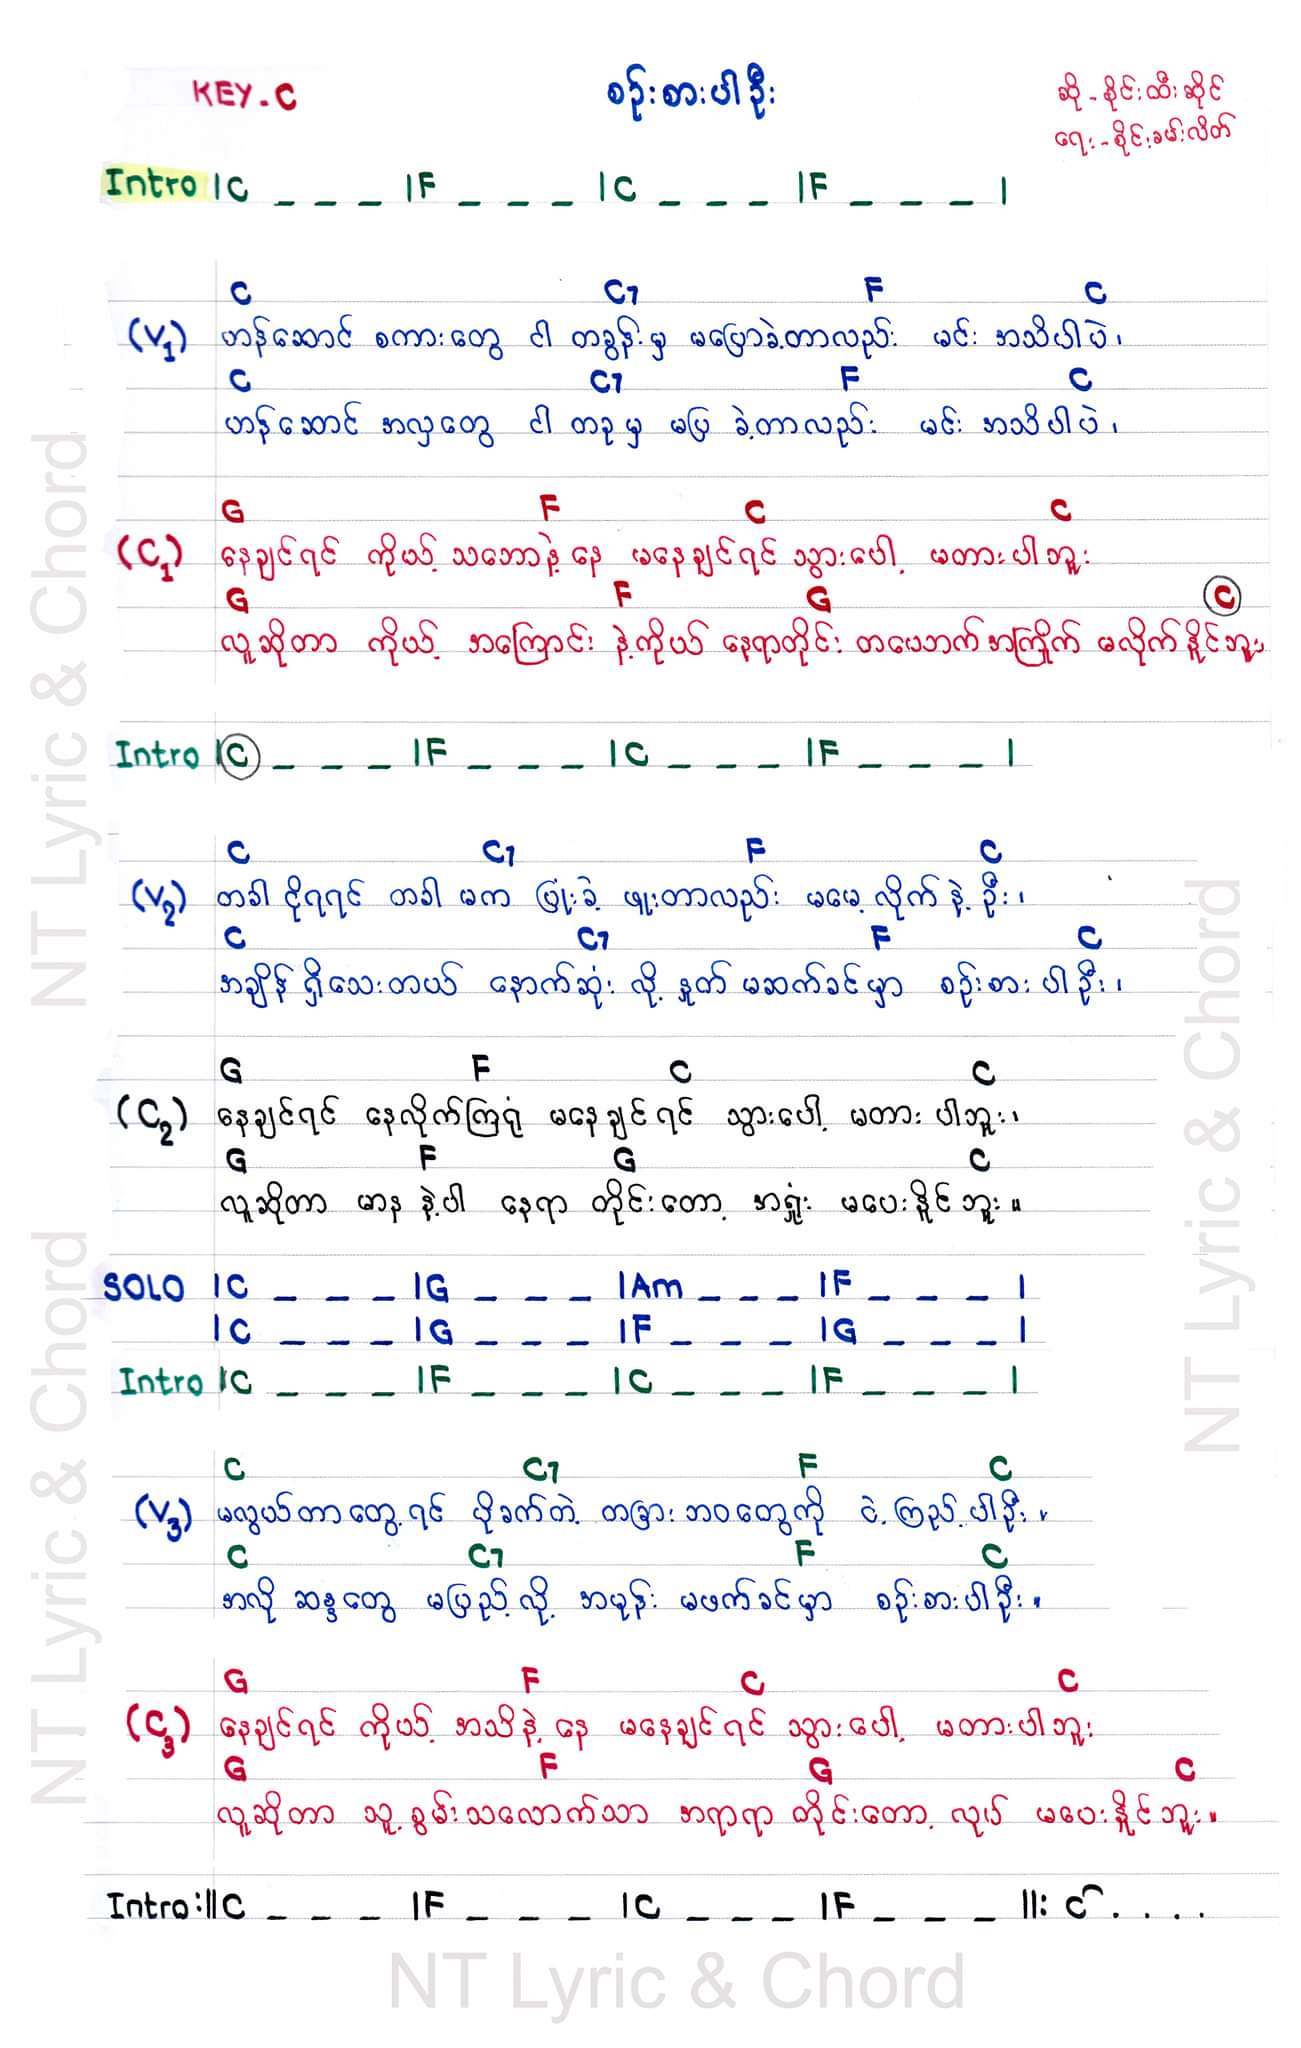 KEY - C စဉ်းစားပါဦး ဆို - စိုင်းထီးဆိုင်
ရေး - စိုင်းခမ်းလိတ်
Intro |C _ _ _ |F _ _ _ |C _ _ _ |F _ _ _ |
C C7 F C
(V1) ဟန်ဆောင် စကားတွေ ငါ တခွန်းမှ မပြောခဲ့တာလည်း မင်း အသိပါပဲ၊
C C7 F C
ဟန်ဆောင် အလှတွေ ငါ တခုမှ မပြ ခဲ့တာလည်း မင်း အသိပါပဲ၊
G F C C
(C1) နေချင်ရင် ကိုယ့် သဘောနဲ့ နေ မနေချင်ရင် သွားပေါ့ မတားပါဘူး
G F G C
လူဆိုတာ ကိုယ့် အကြောင်း နဲ့ကိုယ် နေရာတိုင်း တယောက်အကြိုက် မလိုက်နိူင်ဘူး။
Intro |C _ _ _ |F _ _ _ |C _ _ _ |F _ _ _ |
C C7 F C
(V2) တခါ ငိုရရင် တခါ မက ပြုံးခဲ့ ဖူးတာလည်း မမေ့ လိုက် နဲ့ ဦး၊
C C7 F C
အချိန် ရှိသေးတယ် နောက်ဆုံး လို့ နှုတ် မဆက်ခင်မှာ စဉ်းစား ပါဦး၊
G F C C
(C2) နေချင်ရင် နေလိုက်ကြရုံ မနေချင်ရင် သွားပေါ့ မတား ပါဘူး၊
G F G C
လူဆိုတာ မာန နဲ့ပါ နေရာ တိုင်းတော့ အရှုံး မပေးနိူင်ဘူး။
SOLO |C _ _ _ |G _ _ _ |Am _ _ _ |F _ _ _ |
|C _ _ _ |G _ _ _ |F _ _ _ |G _ _ _ |
Intro |C _ _ _ |F _ _ _ |C _ _ _ |F _ _ _ |
C C7 F C
(V3) မလွယ်တာတွေ့ရင် ပိုခက်တဲ့ တခြား ဘဝတွေကို ငဲ့ ကြည့် ပါဦး။
C C7 F C
အလို ဆန္ဒတွေ မပြည့်လို့ အမုန်း မဖက်ခင်မှာ စဉ်းစားပါဦး။
G F C C
(C3) နေချင်ရင် ကိုယ့် အသိနဲ့ နေ မနေချင်ရင် သွားပေါ့ မတားပါဘူး
G F G C
လူဆိုတာ သူ့စွမ်းသလောက်သာ အရာရာ တိုင်းတော့ လုပ် မပေးနိူင်ဘူး။
Intro :||C _ _ _ |F _ _ _ |C _ _ _ |F _ _ _ ||: C . . . .
NT Lyric & Chord
NT Lyric & Chord
NT Lyric & Chord
NT Lyric & Chord